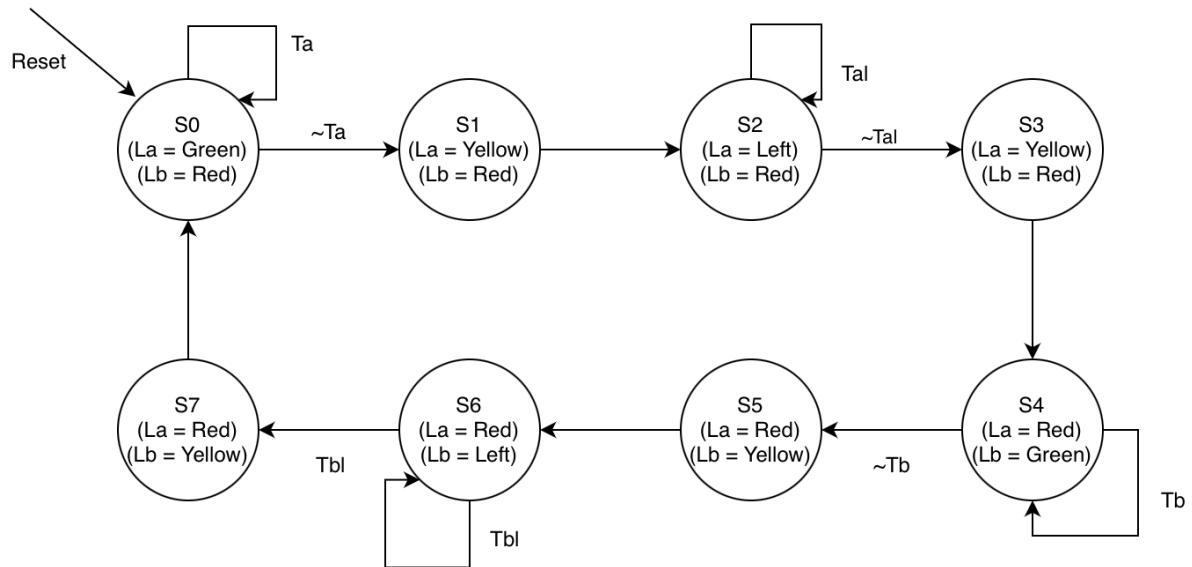 Reset
Ta
Tal
S0
(La = Green)
(Lb = Red)
~Ta
S1
(La = Yellow)
(Lb = Red)
S2
(La = Left)
(Lb = Red)
~Tal
S3
(La = Yellow)
(Lb = Red)
S7
(La = Red)
(Lb = Yellow)
Tbl
S6
(La = Red)
(Lb = Left)
Tbl
S5
(La = Red)
(Lb = Yellow)
~Tb
S4
(La = Red)
(Lb = Green)
Tb